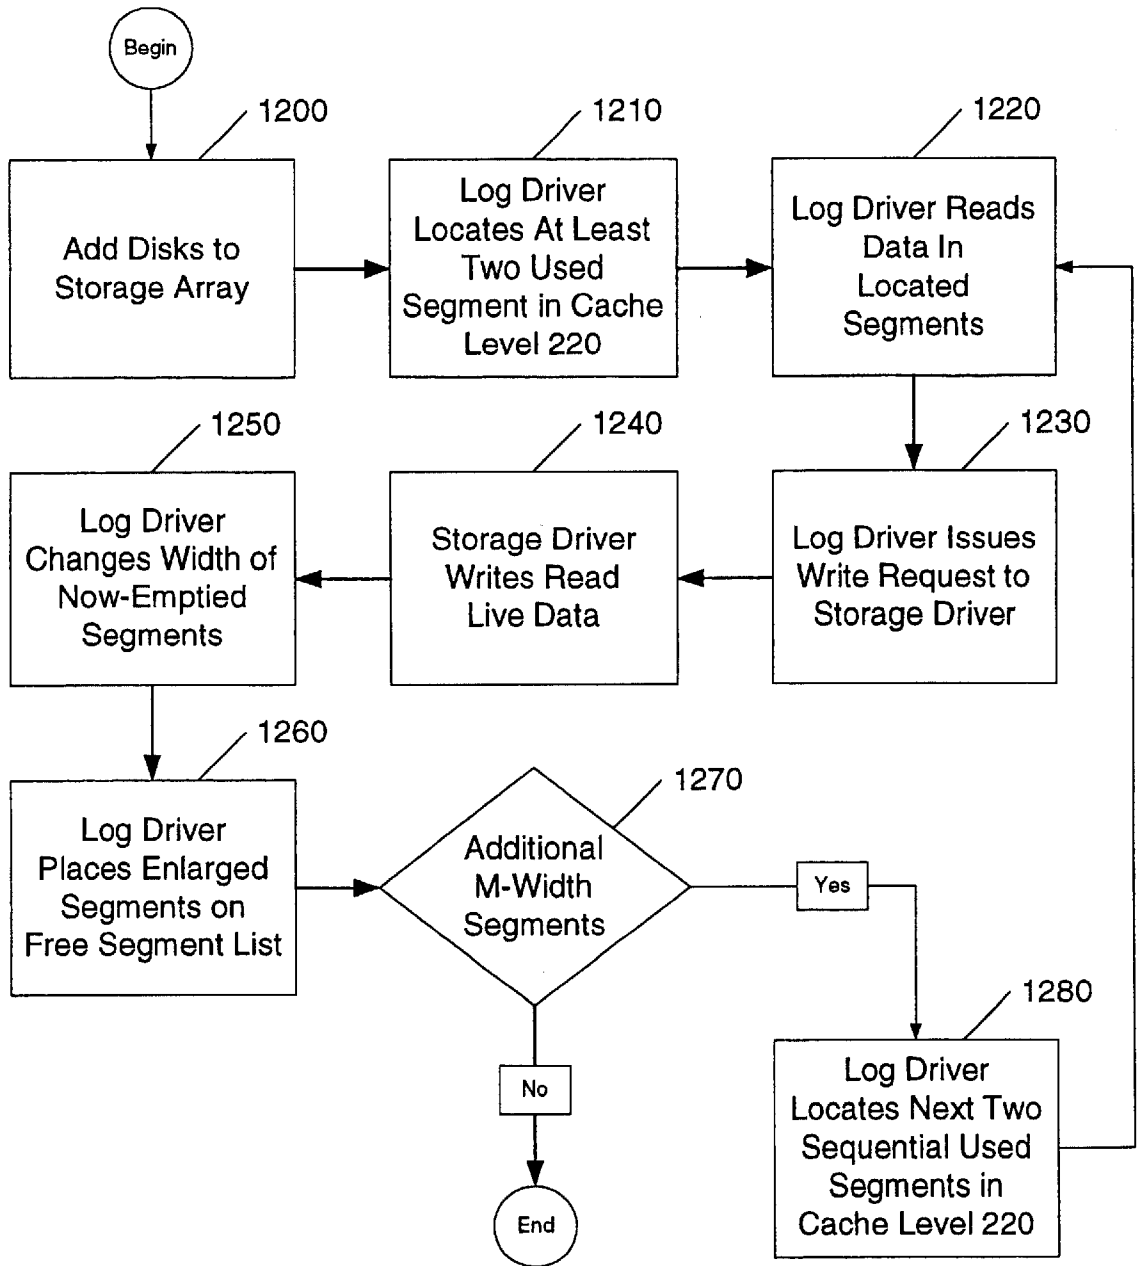 Begin
1200
Add Disks to
Storage Array
1210
Log Driver
Locates At Least
Two Used
Segment in Cache
Level 220
1220
Log Driver Reads
Data In
Located
Segments
1230
Log Driver Issues
Write Request to
Storage Driver
1240
Storage Driver
Writes Read
Live Data
1250
Log Driver
Changes Width of
Now-Emptied
Segments
1260
Log Driver
Places Enlarged
Segments on
Free Segment List
1270
Additional
M-Width
Segments
Yes
No
End
1280
Log Driver
Locates Next Two
Sequential Used
Segments in
Cache Level 220